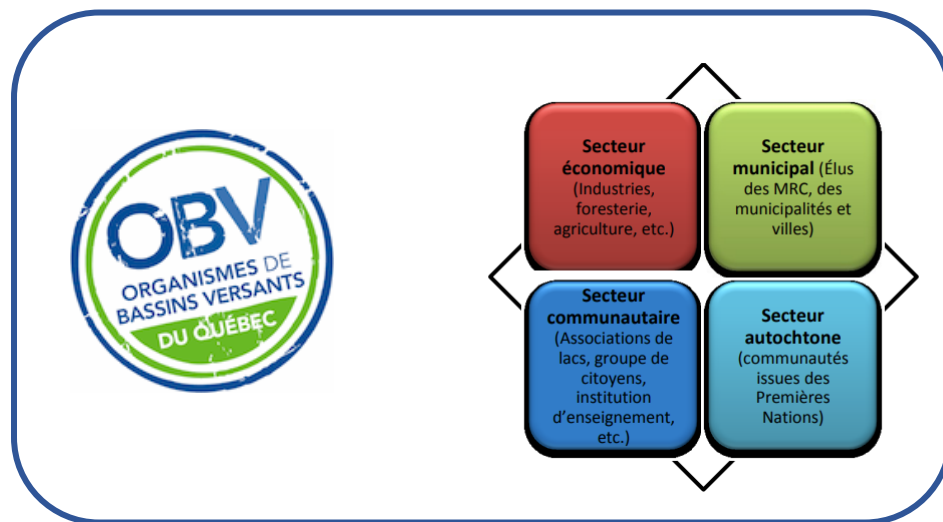 OBV
ORGANISMES DE
BASSINS VERSANTS
DU QUÉBEC
Secteur
économique
(Industries,
foresterie,
agriculture, etc.)
Secteur
municipal (Élus
des MRC, des
municipalités et
villes)
Secteur
communautaire
(Associations de
lacs, groupe de
citoyens,
institution
d'enseignement,
etc.)
Secteur
autochtone
(communautés
issues des
Premières
Nations)